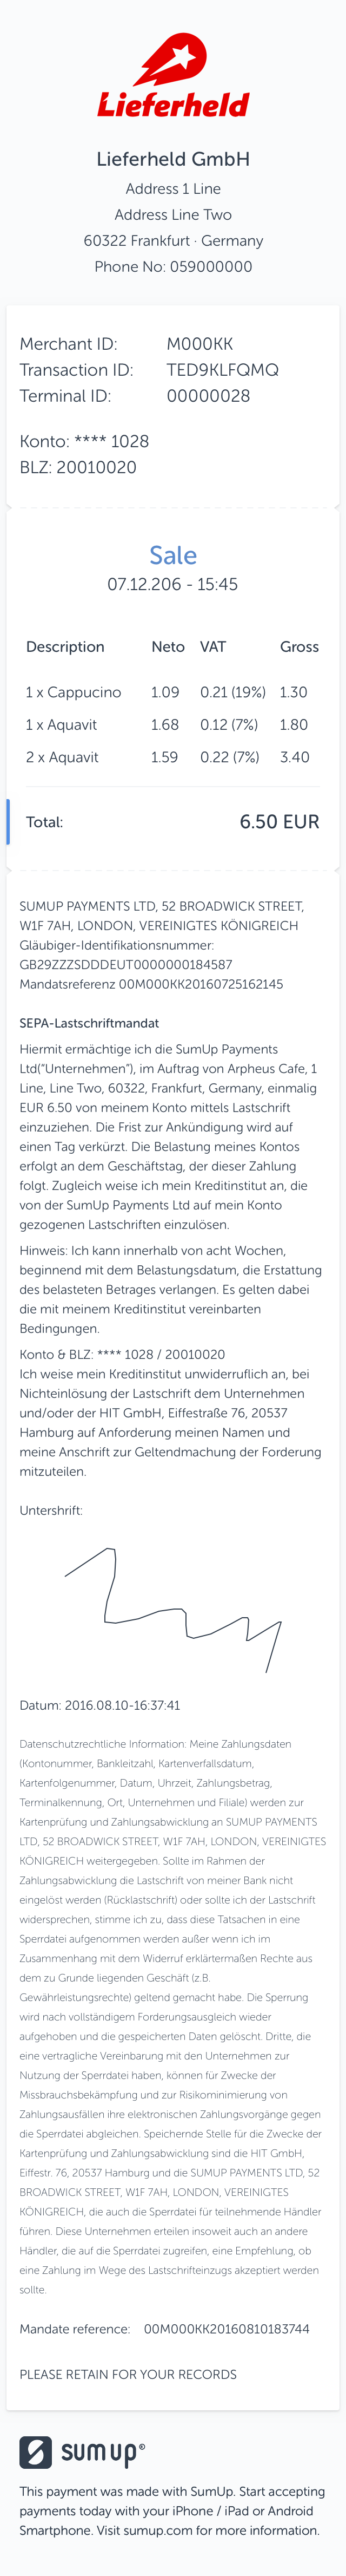 Lieferheld
Lieferheld GmbH
Address 1 Line
Address Line Two
60322 Frankfurt · Germany
Phone No: 059000000
Merchant ID: M000KK
Transaction ID: TED9KLFQMQ
Terminal ID: 00000028
Konto: **** 1028
BLZ: 20010020
Sale
07.12.206 - 15:45
Description Neto VAT Gross
1 x Cappucino 1.09 0.21 (19%) 1.30
1 x Aquavit 1.68 0.12 (7%) 1.80
2 x Aquavit 1.59 0.22 (7%) 3.40
Total: 6.50 EUR
SUMUP PAYMENTS LTD, 52 BROADWICK STREET,
W1F 7AH, LONDON, VEREINIGTES KÖNIGREICH
Gläubiger-Identifikationsnummer:
GB29ZZZSDDDEUT0000000184587
Mandatsreferenz 00M000KK20160725162145
SEPA-Lastschriftmandat
Hiermit ermächtige ich die SumUp Payments
Ltd("Unternehmen"), im Auftrag von Arpheus Cafe, 1
Line, Line Two, 60322, Frankfurt, Germany, einmalig
EUR 6.50 von meinem Konto mittels Lastschrift
einzuziehen. Die Frist zur Ankündigung wird auf
einen Tag verkürzt. Die Belastung meines Kontos
erfolgt an dem Geschäftstag, der dieser Zahlung
folgt. Zugleich weise ich mein Kreditinstitut an, die
von der SumUp Payments Ltd auf mein Konto
gezogenen Lastschriften einzulösen.
Hinweis: Ich kann innerhalb von acht Wochen,
beginnend mit dem Belastungsdatum, die Erstattung
des belasteten Betrages verlangen. Es gelten dabei
die mit meinem Kreditinstitut vereinbarten
Bedingungen.
Konto & BLZ: **** 1028 / 20010020
Ich weise mein Kreditinstitut unwiderruflich an, bei
Nichteinlösung der Lastschrift dem Unternehmen
und/oder der HIT GmbH, Eiffestraße 76, 20537
Hamburg auf Anforderung meinen Namen und
meine Anschrift zur Geltendmachung der Forderung
mitzuteilen.
Untershrift:
Datum: 2016.08.10-16:37:41
Datenschutzrechtliche Information: Meine Zahlungsdaten
(Kontonummer, Bankleitzahl, Kartenverfallsdatum,
Kartenfolgenummer, Datum, Uhrzeit, Zahlungsbetrag,
Terminalkennung, Ort, Unternehmen und Filiale) werden zur
Kartenprüfung und Zahlungsabwicklung an SUMUP PAYMENTS
LTD, 52 BROADWICK STREET, W1F 7AH, LONDON, VEREINIGTES
KÖNIGREICH weitergegeben. Sollte im Rahmen der
Zahlungsabwicklung die Lastschrift von meiner Bank nicht
eingelöst werden (Rücklastschrift) oder sollte ich der Lastschrift
widersprechen, stimme ich zu, dass diese Tatsachen in eine
Sperrdatei aufgenommen werden außer wenn ich im
Zusammenhang mit dem Widerruf erklärtermaßen Rechte aus
dem zu Grunde liegenden Geschäft (z.B.
Gewährleistungsrechte) geltend gemacht habe. Die Sperrung
wird nach vollständigem Forderungsausgleich wieder
aufgehoben und die gespeicherten Daten gelöscht. Dritte, die
eine vertragliche Vereinbarung mit den Unternehmen zur
Nutzung der Sperrdatei haben, können für Zwecke der
Missbrauchsbekämpfung und zur Risikominimierung von
Zahlungsausfällen ihre elektronischen Zahlungsvorgänge gegen
die Sperrdatei abgleichen. Speichernde Stelle für die Zwecke der
Kartenprüfung und Zahlungsabwicklung sind die HIT GmbH,
Eiffestr. 76, 20537 Hamburg und die SUMUP PAYMENTS LTD, 52
BROADWICK STREET, W1F 7AH, LONDON, VEREINIGTES
KÖNIGREICH, die auch die Sperrdatei für teilnehmende Händler
führen. Diese Unternehmen erteilen insoweit auch an andere
Händler, die auf die Sperrdatei zugreifen, eine Empfehlung, ob
eine Zahlung im Wege des Lastschrifteinzugs akzeptiert werden
sollte.
Mandate reference: 00M000KK20160810183744
PLEASE RETAIN FOR YOUR RECORDS
sumup®
This payment was made with SumUp. Start accepting
payments today with your iPhone / iPad or Android
Smartphone. Visit sumup.com for more information.